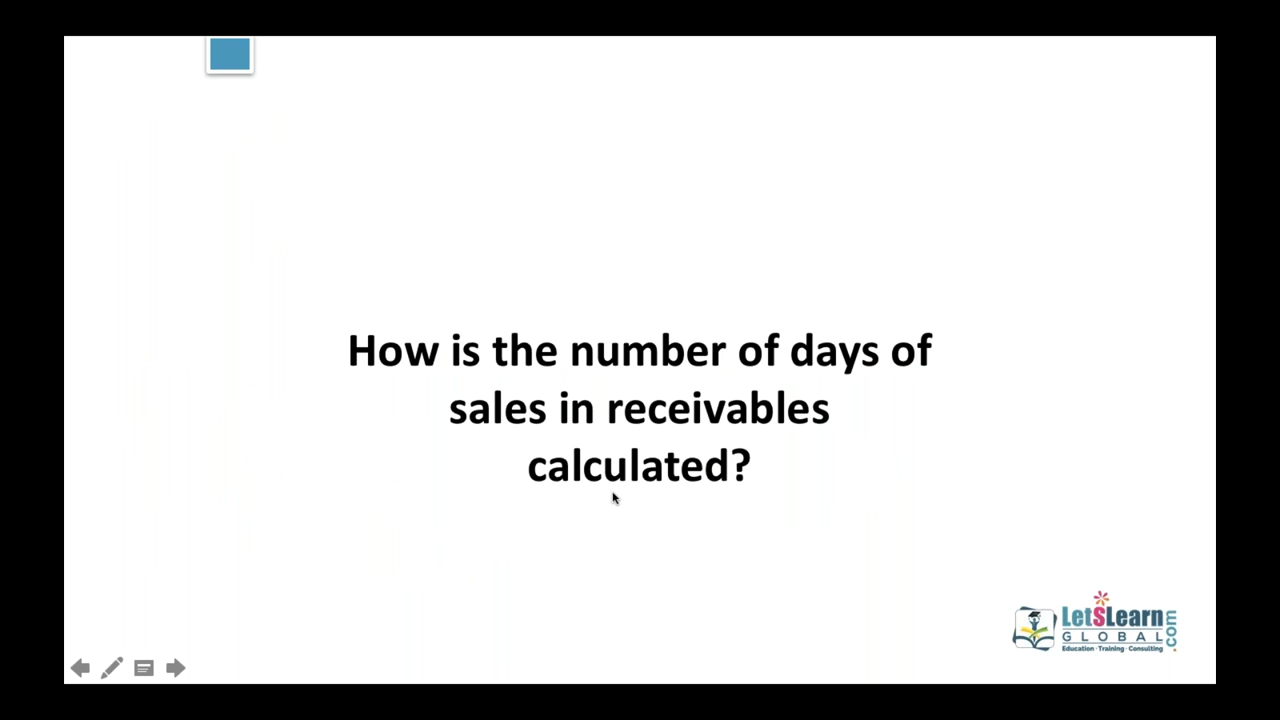 How is the number of days of
sales in receivables
calculated?
LetSLearn
GLOBAL
.com
Education · Training · Consulting